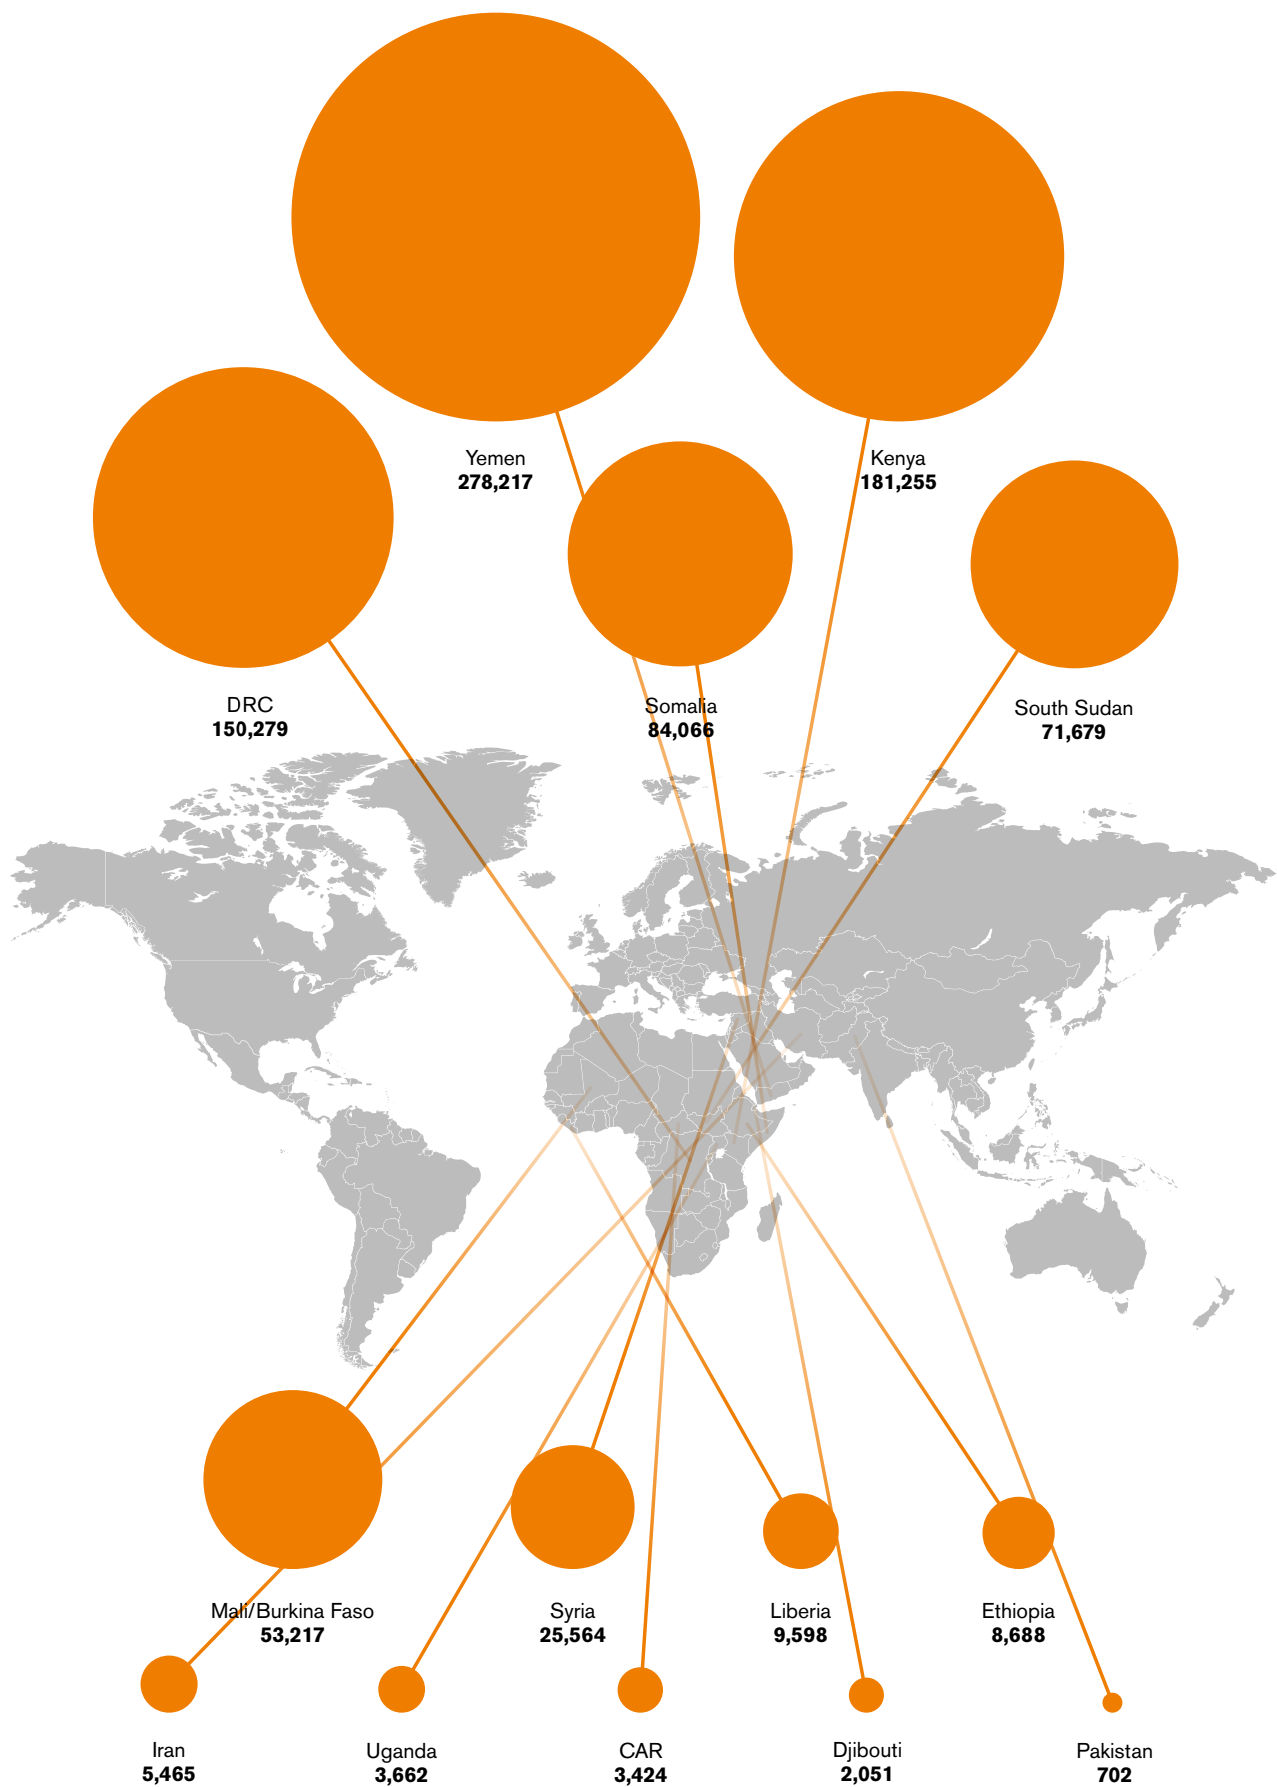 Yemen
278,217
Kenya
181,255
DRC
150,279
Somalia
84,066
South Sudan
71,679
Mali/Burkina Faso
53,217
Syria
25,564
Liberia
9,598
Ethiopia
8,688
Iran
5,465
Uganda
3,662
CAR
3,424
Djibouti
2,051
Pakistan
702